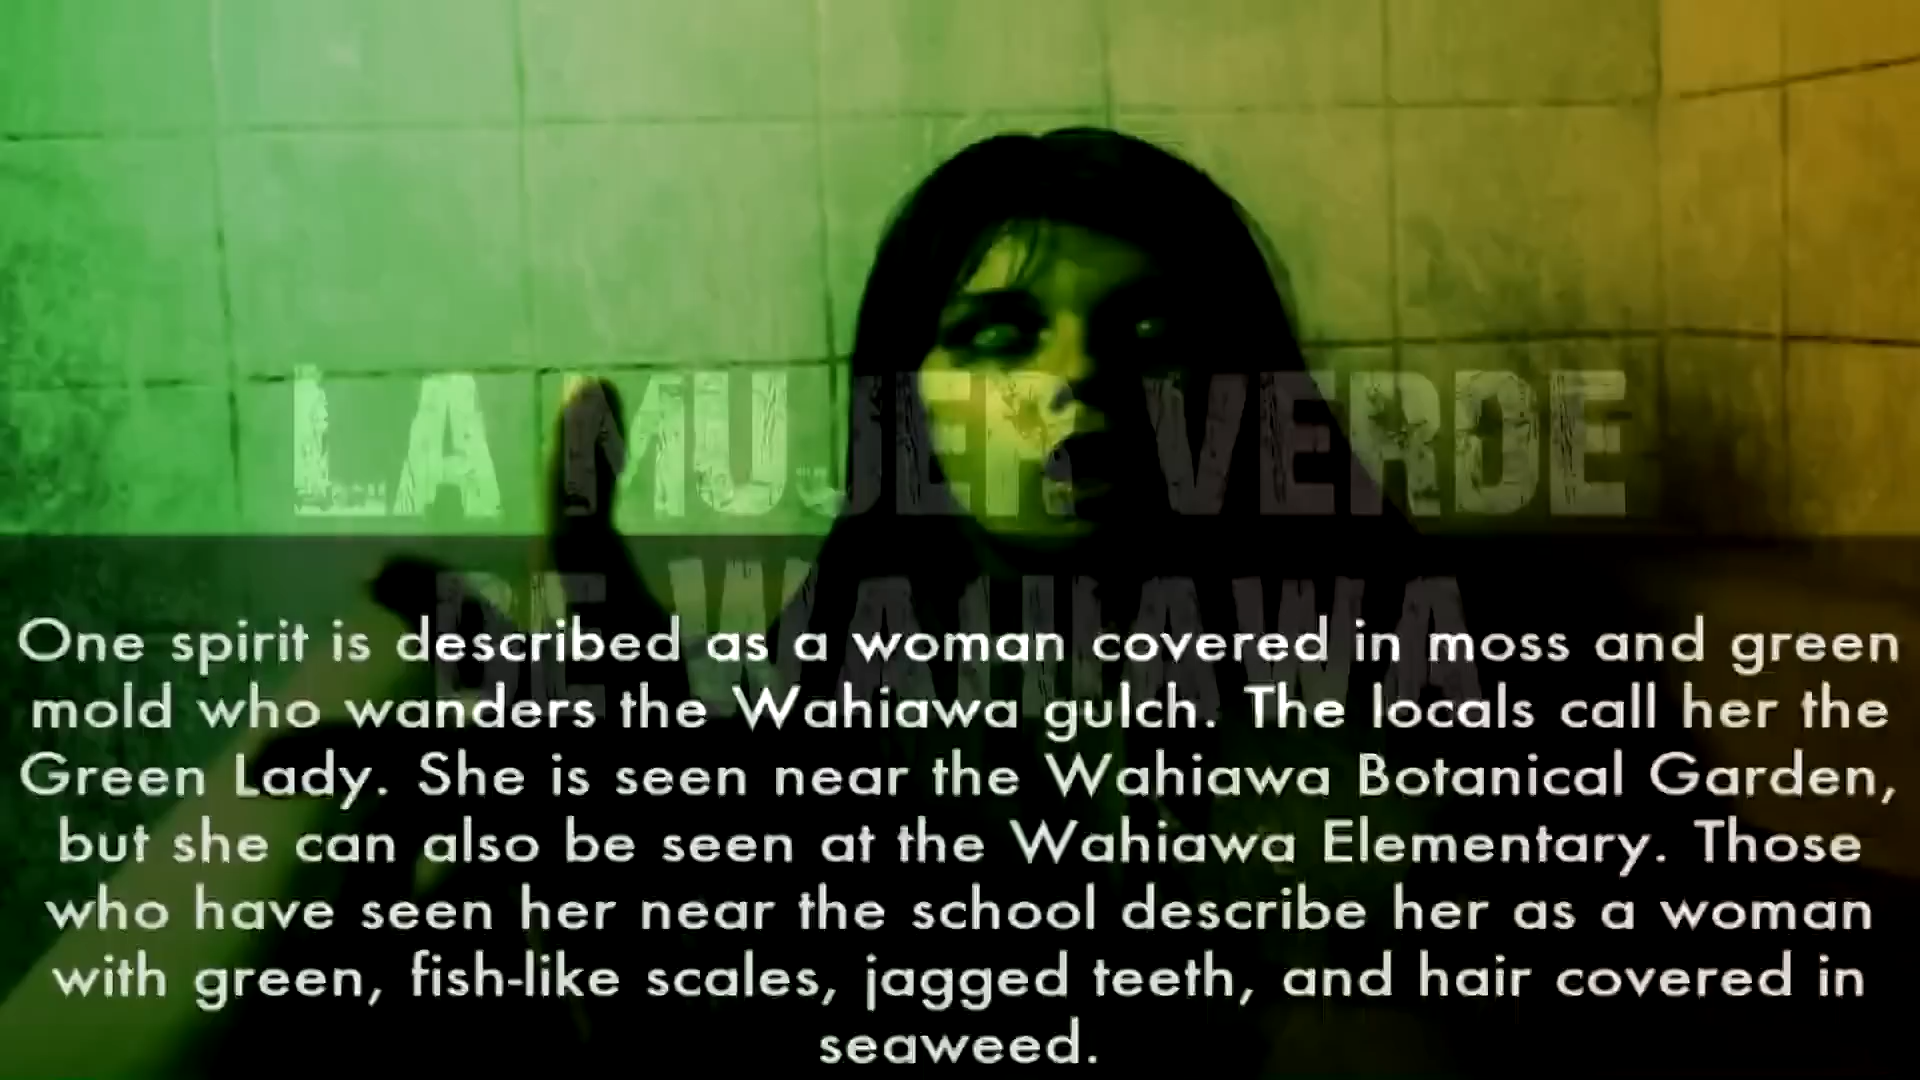 LA MUJER VERDE
DE WAHIAWA
One spirit is described as a woman covered in moss and green
mold who wanders the Wahiawa gulch. The locals call her the
Green Lady. She is seen near the Wahiawa Botanical Garden,
but she can also be seen at the Wahiawa Elementary. Those
who have seen her near the school describe her as a woman
with green, fish-like scales, jagged teeth, and hair covered in
seaweed.